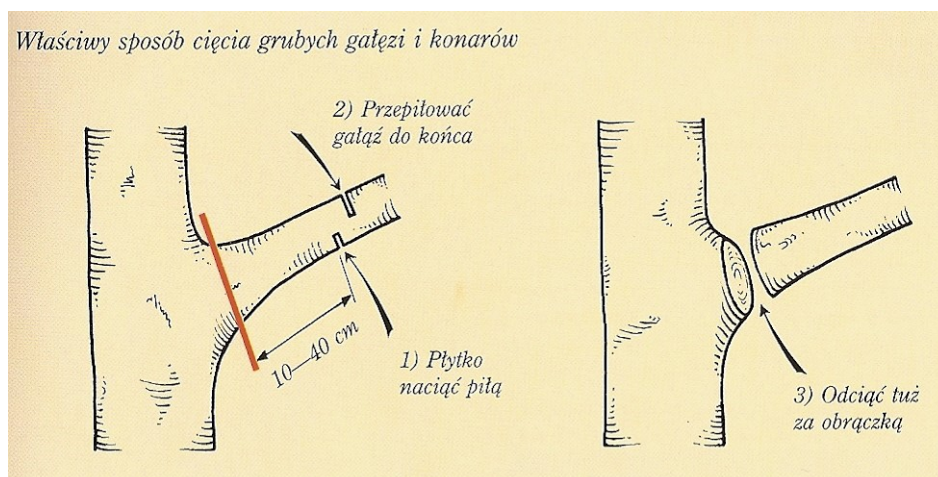 Właściwy sposób cięcia grubych gałęzi i konarów
2) Przepiłować
gałąź do końca
10—40 cm
1) Płytko
naciąć piłą
3) Odciąć tuż
za obrączką